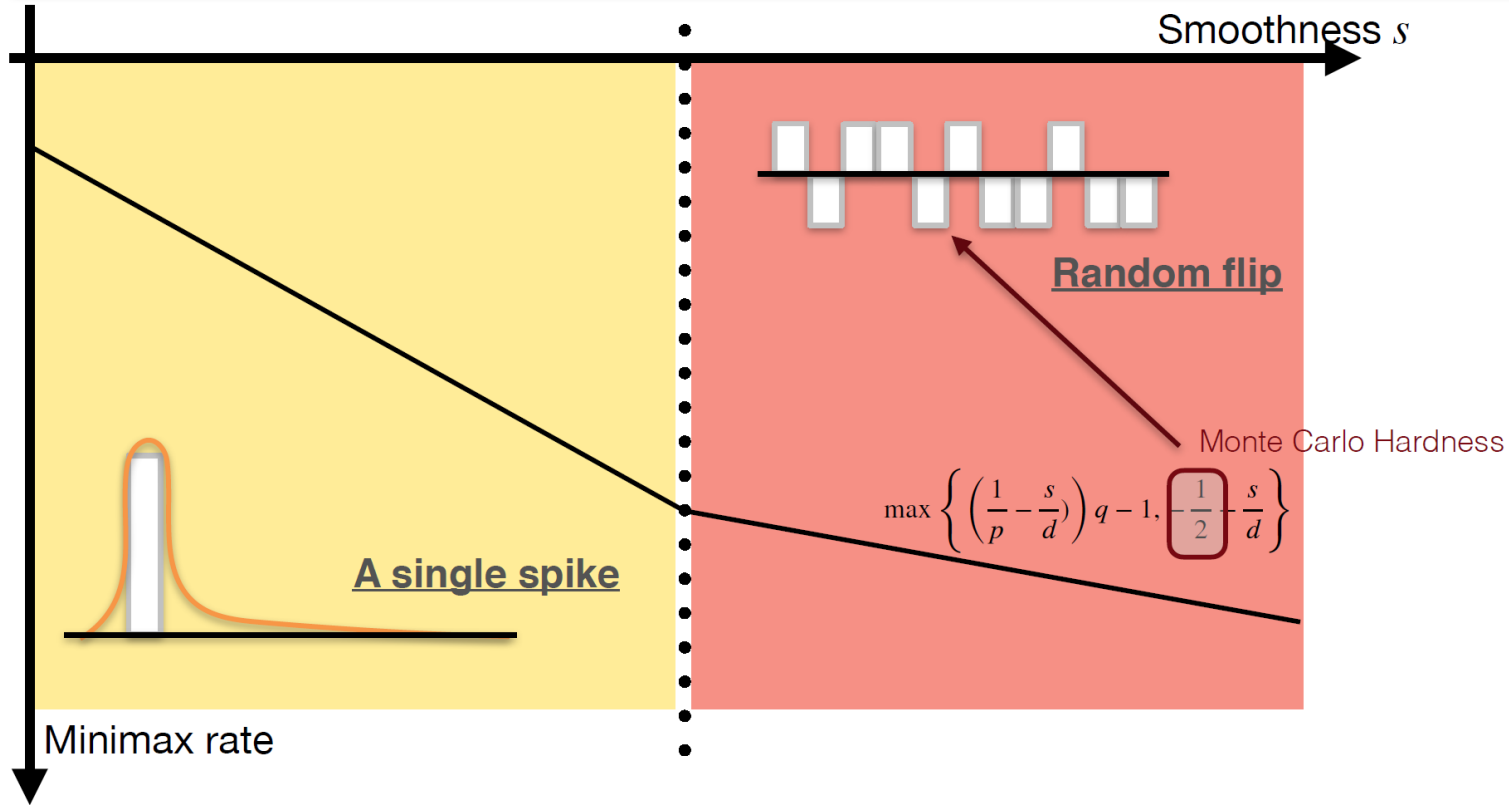 Smoothness s
Random flip
Monte Carlo Hardness
max { ( 1/p − s/d) ) q − 1, − 1/2 − s/d }
A single spike
Minimax rate